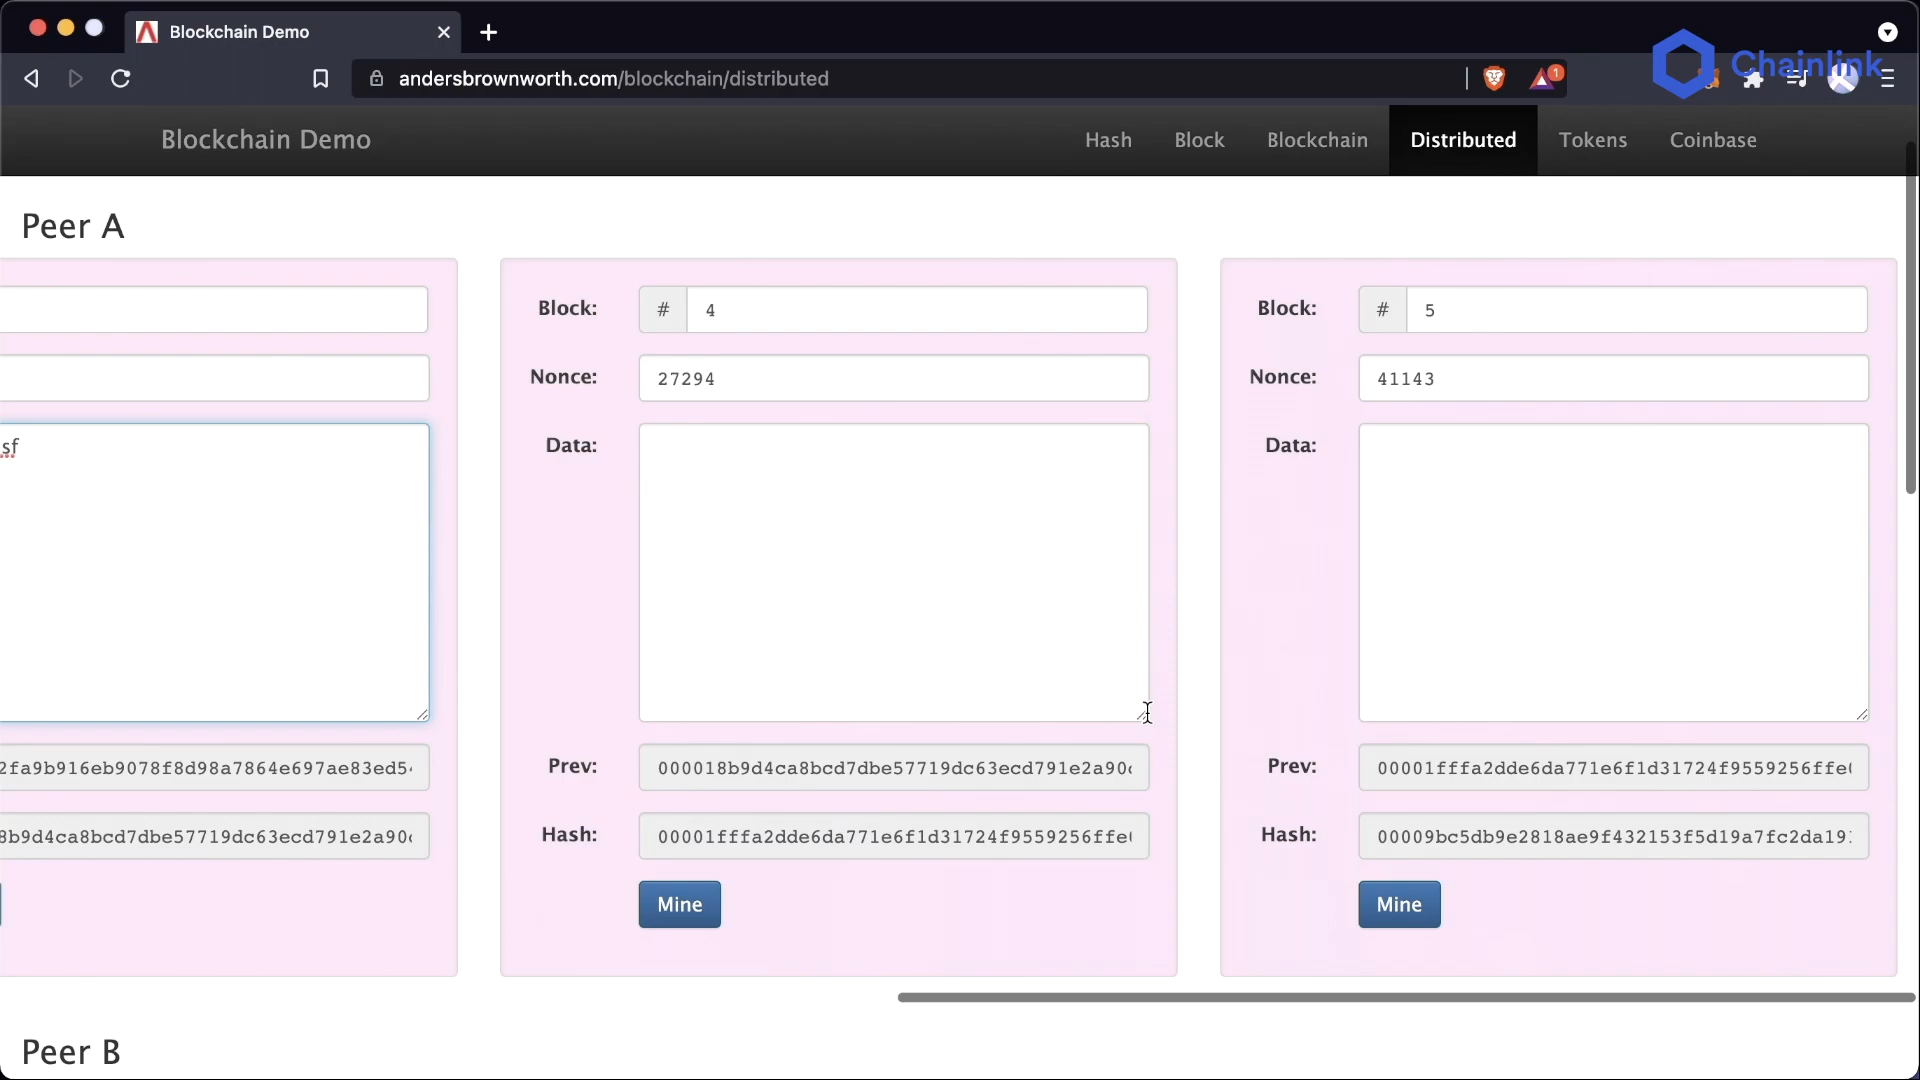 Blockchain Demo
1
Chainlink
andersbrownworth.com/blockchain/distributed
Blockchain Demo
Hash
Block
Blockchain
Distributed
Tokens
Coinbase
Peer A
sf
2fa9b916eb9078f8d98a7864e697ae83ed5
8b9d4ca8bcd7dbe57719dc63ecd791e2a90
Block:
# 4
Nonce:
27294
Data:
Prev:
000018b9d4ca8bcd7dbe57719dc63ecd791e2a90
Hash:
00001fffa2dde6da771e6f1d31724f9559256ffe
Mine
Block:
# 5
Nonce:
41143
Data:
Prev:
00001fffa2dde6da771e6f1d31724f9559256ffe
Hash:
00009bc5db9e2818ae9f432153f5d19a7fc2da19
Mine
Peer B